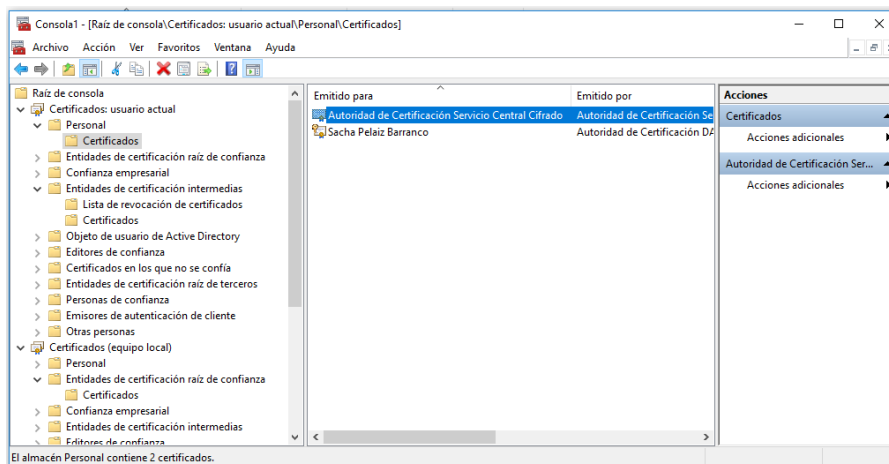 Consola1 - [Raíz de consola\Certificados: usuario actual\Personal\Certificados]
Archivo Acción Ver Favoritos Ventana Ayuda
Raíz de consola
Certificados: usuario actual
Personal
Certificados
Entidades de certificación raíz de confianza
Confianza empresarial
Entidades de certificación intermedias
Lista de revocación de certificados
Certificados
Objeto de usuario de Active Directory
Editores de confianza
Certificados en los que no se confía
Entidades de certificación raíz de terceros
Personas de confianza
Emisores de autenticación de cliente
Otras personas
Certificados (equipo local)
Personal
Entidades de certificación raíz de confianza
Certificados
Confianza empresarial
Entidades de certificación intermedias
Editores de confianza
Emitido para Emitido por
Autoridad de Certificación Servicio Central Cifrado Autoridad de Certificación Se
Sacha Pelaiz Barranco Autoridad de Certificación DA
Acciones
Certificados
Acciones adicionales
Autoridad de Certificación Ser...
Acciones adicionales
El almacén Personal contiene 2 certificados.